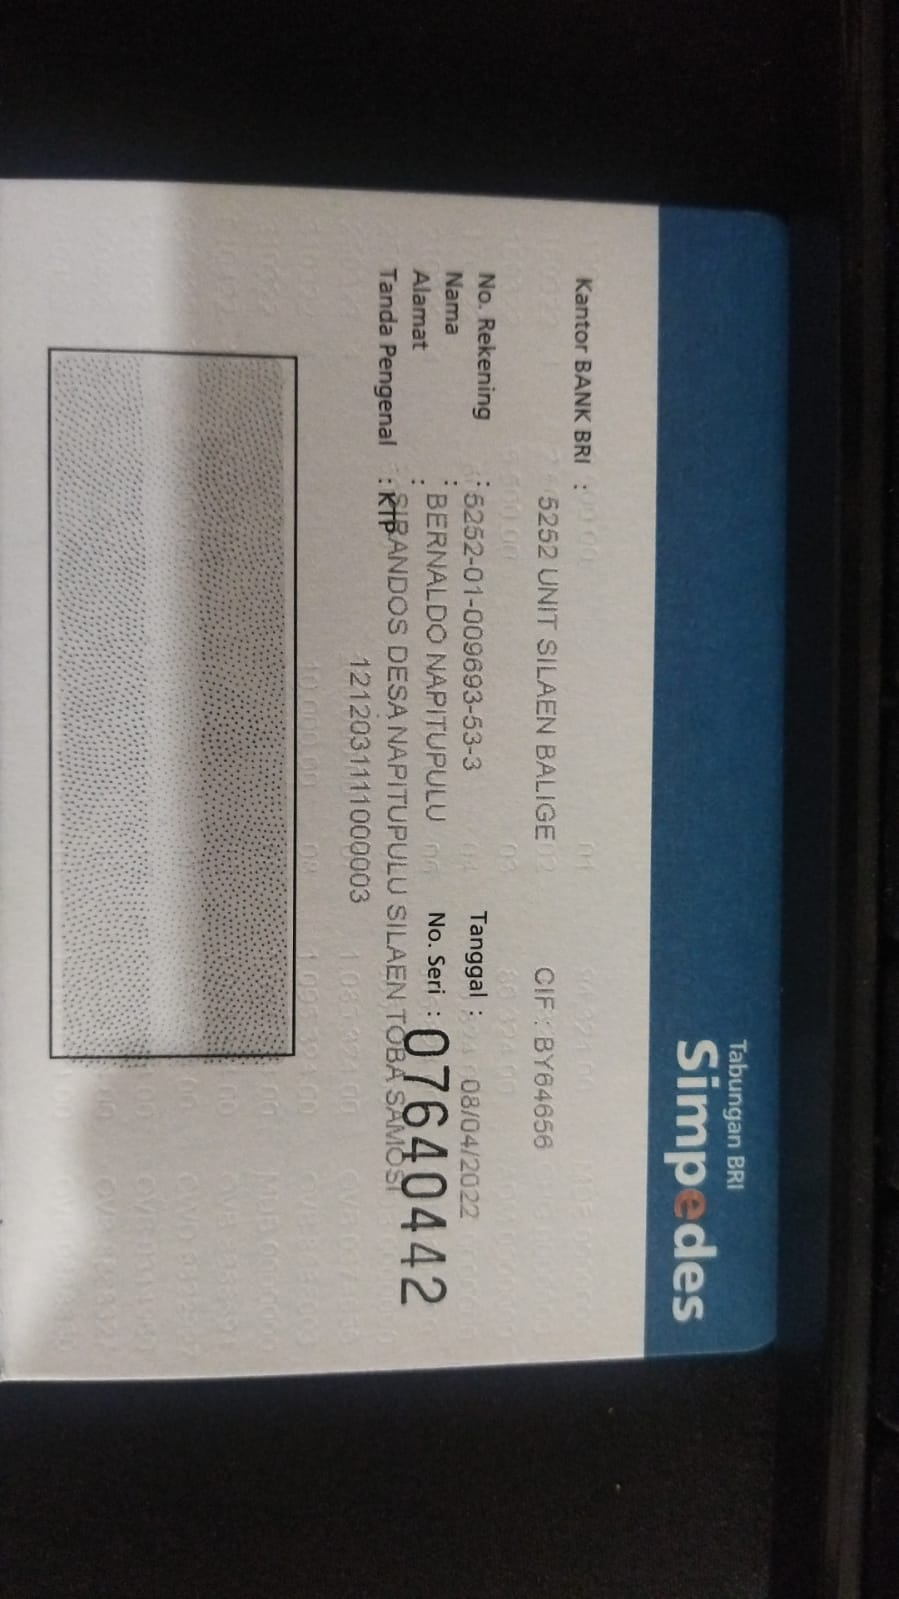 Tabungan BRI
Simpedes
Kantor BANK BRI :
5252 UNIT SILAEN BALIGE CIF : BY64656
No. Rekening : 5252-01-009693-53-3 Tanggal : 08/04/2022
Nama : BERNALDO NAPITUPULU No. Seri : 07640442
Alamat : SIRANDOS DESA NAPITUPULU SILAEN TOBA SAMOSI
Tanda Pengenal : KTP
1212031111000003